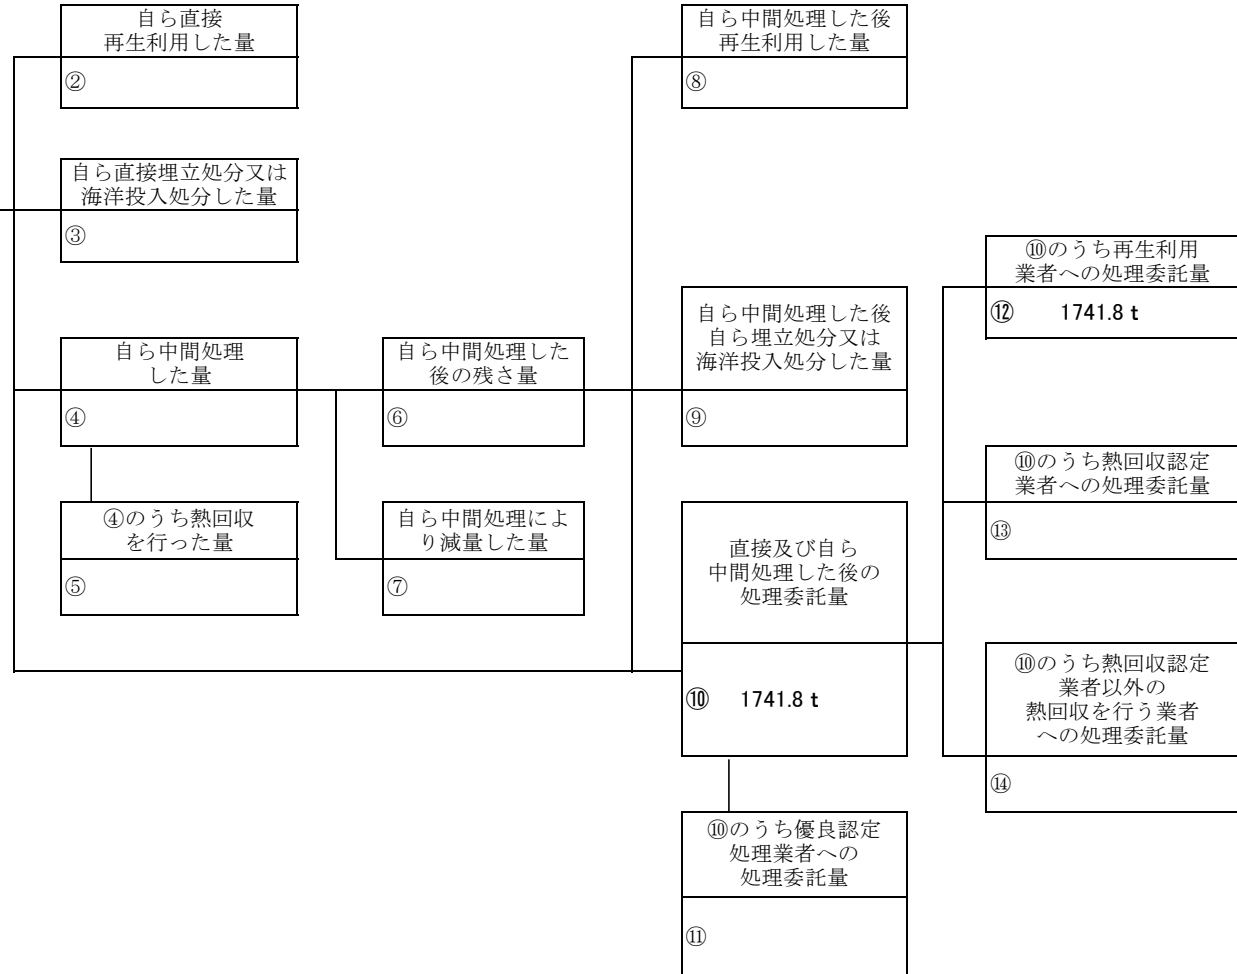 自ら直接
再生利用した量
②
自ら中間処理した後
再生利用した量
⑧
自ら直接埋立処分又は
海洋投入処分した量
③
⑩のうち再生利用
業者への処理委託量
⑫ 1741.8 t
自ら中間処理
した量
④
自ら中間処理した
後の残さ量
⑥
自ら中間処理した後
自ら埋立処分又は
海洋投入処分した量
⑨
⑩のうち熱回収認定
業者への処理委託量
⑬
④のうち熱回収
を行った量
⑤
自ら中間処理によ
り減量した量
⑦
直接及び自ら
中間処理した後の
処理委託量
⑩ 1741.8 t
⑩のうち熱回収認定
業者以外の
熱回収を行う業者
への処理委託量
⑭
⑩のうち優良認定
処理業者への
処理委託量
⑪